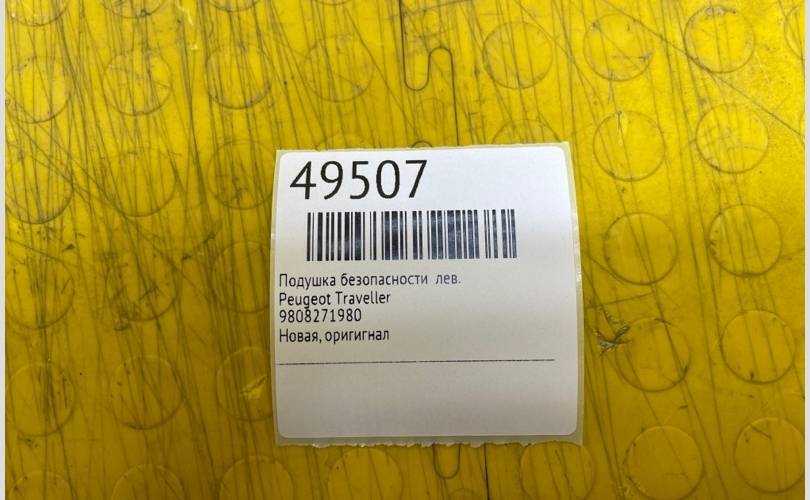 49507
Подушка безопасности лев.
Peugeot Traveller
9808271980
Новая, оригигнал